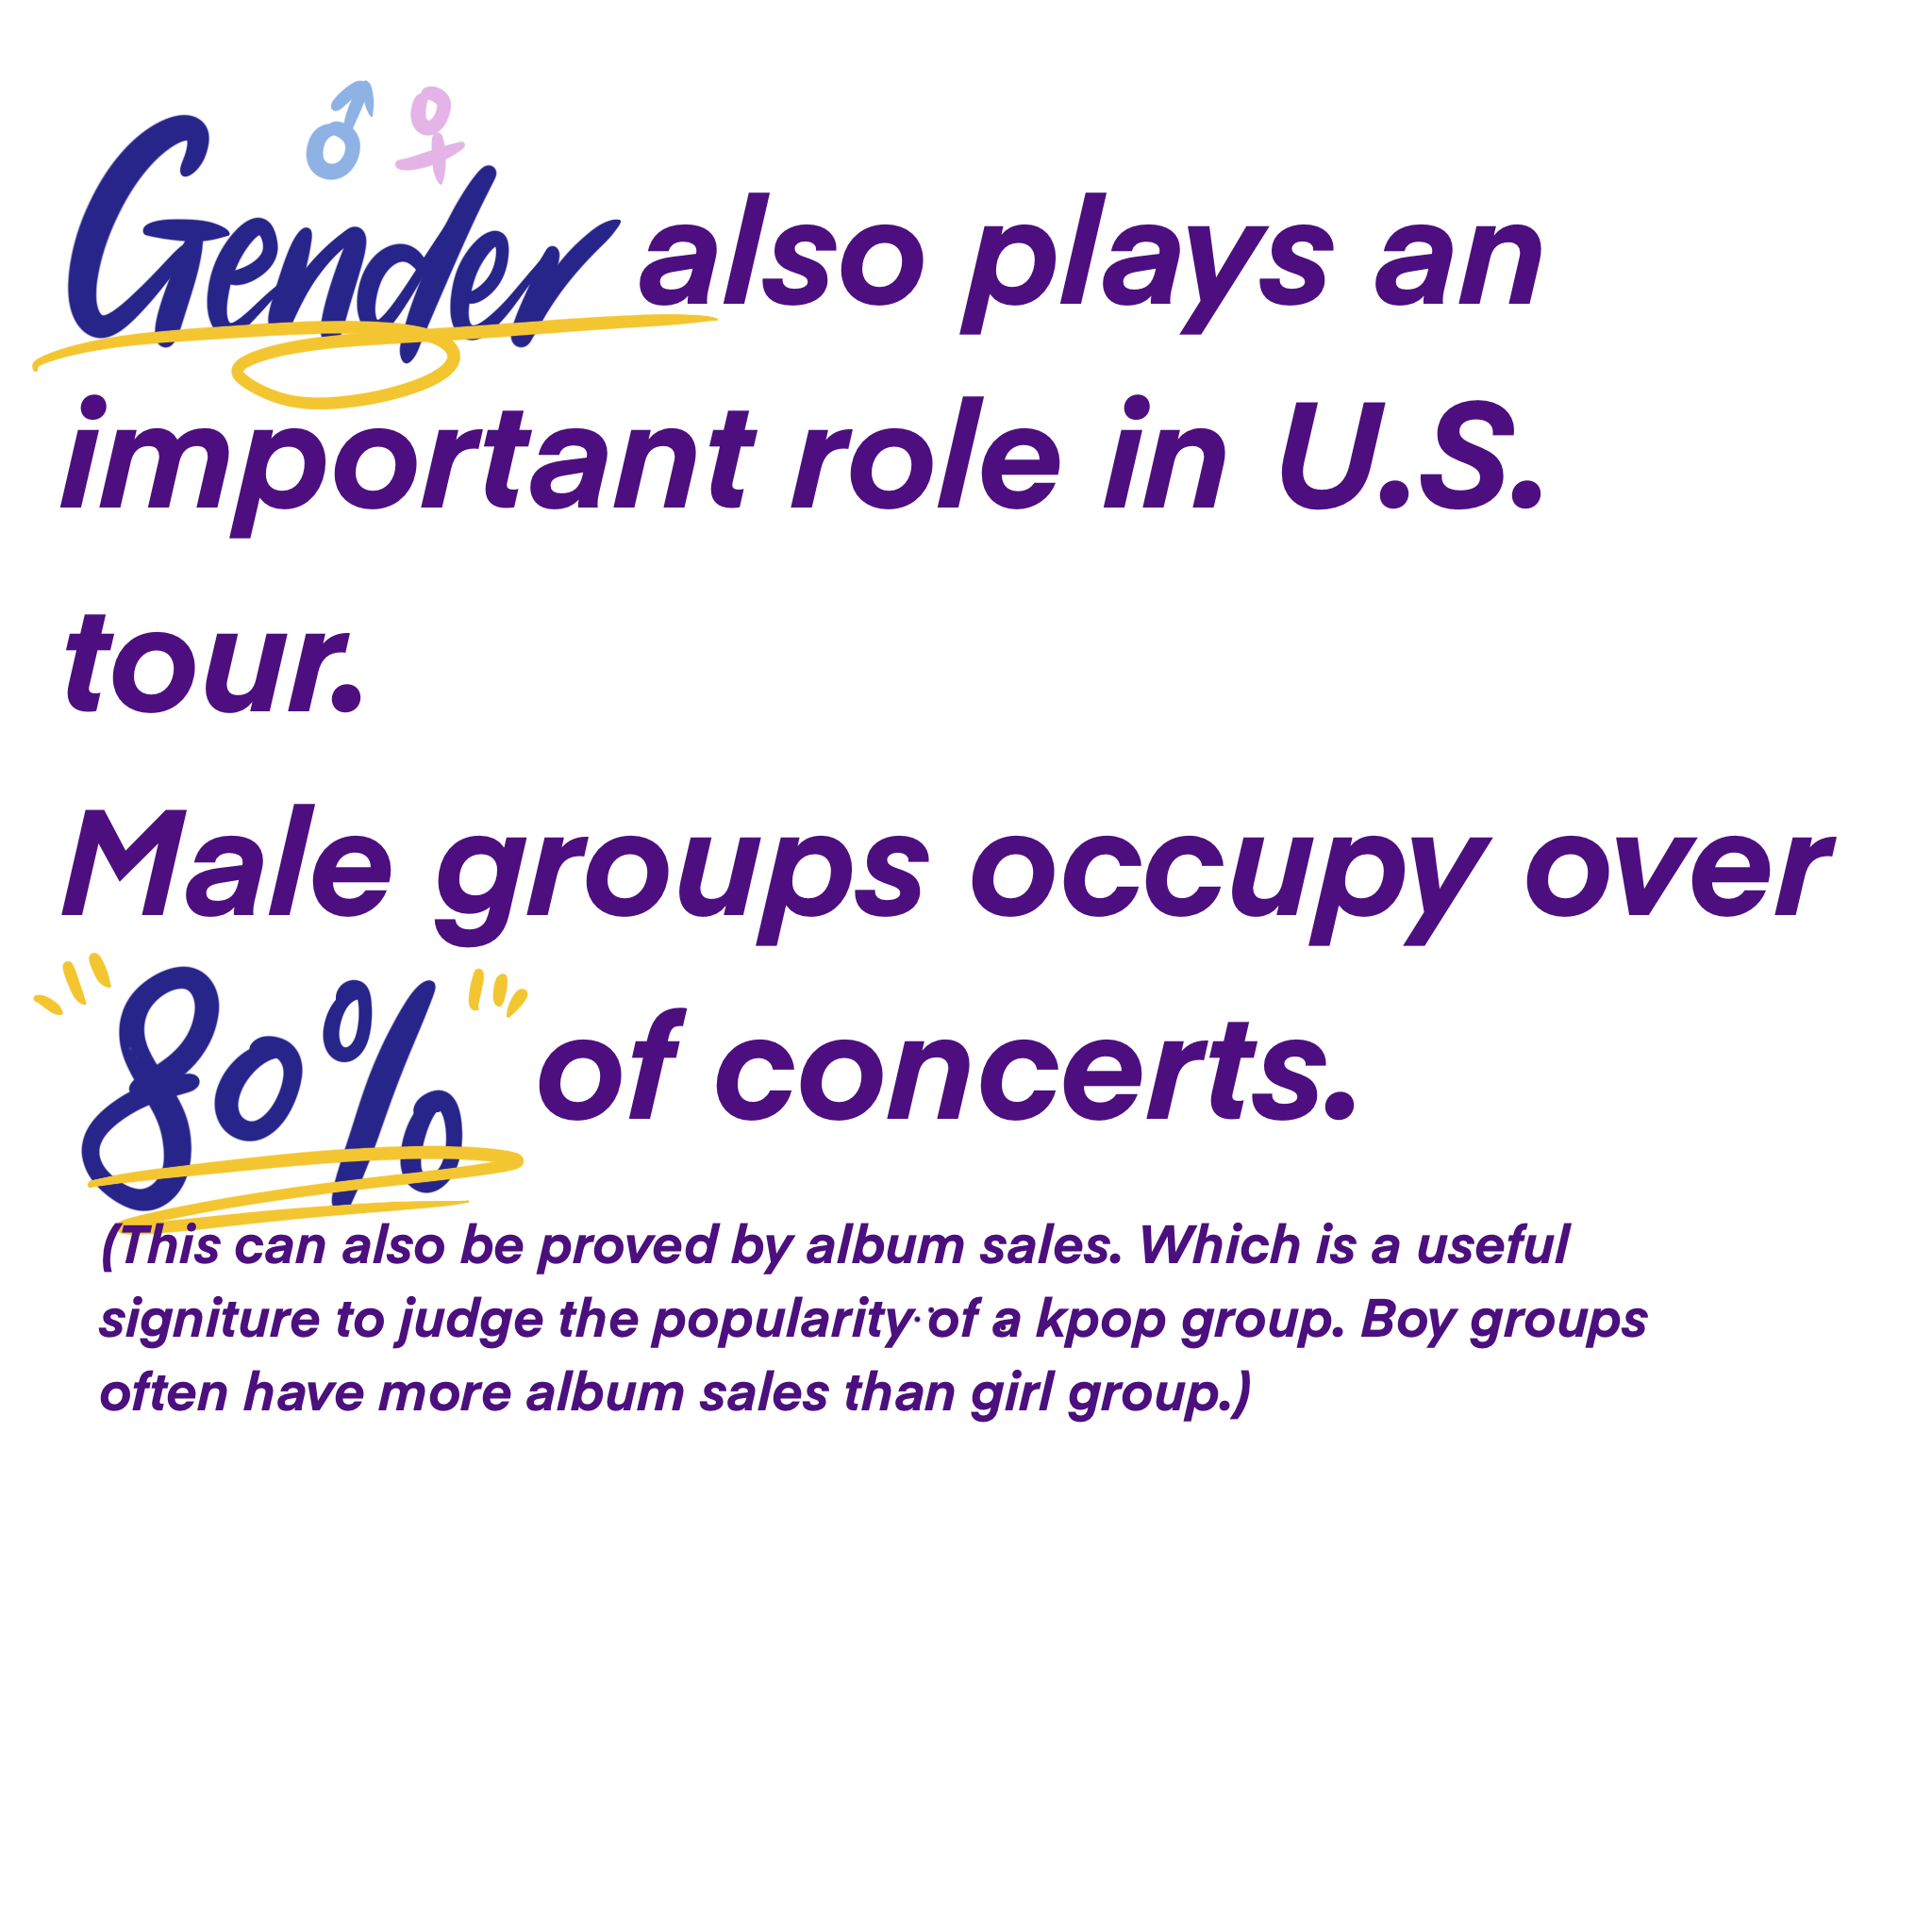 Gender also plays an
important role in U.S.
tour.
Male groups occupy over
80% of concerts.
(This can also be proved by album sales. Which is a useful
signiture to judge the popularity of a kpop group. Boy groups
often have more album sales than girl group.)